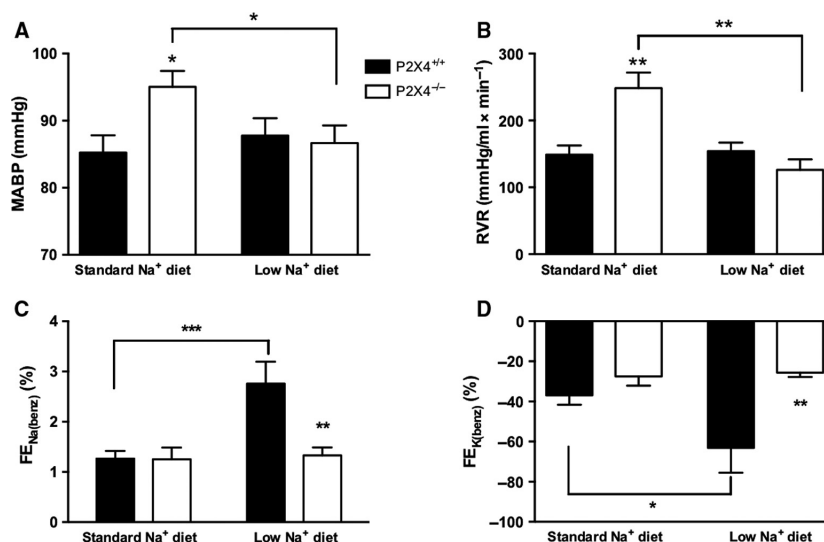 A
*
100
*
90
80
70
MABP (mmHg)
Standard Na⁺ diet
Low Na⁺ diet
P2X4⁺/⁺
P2X4⁻/⁻
B
**
300
**
200
100
0
RVR (mmHg/ml × min⁻¹)
Standard Na⁺ diet
Low Na⁺ diet
C
4
***
3
2
**
1
0
FE_Na(benz) (%)
Standard Na⁺ diet
Low Na⁺ diet
D
0
−20
−40
**
−60
−80
*
−100
FE_K(benz) (%)
Standard Na⁺ diet
Low Na⁺ diet